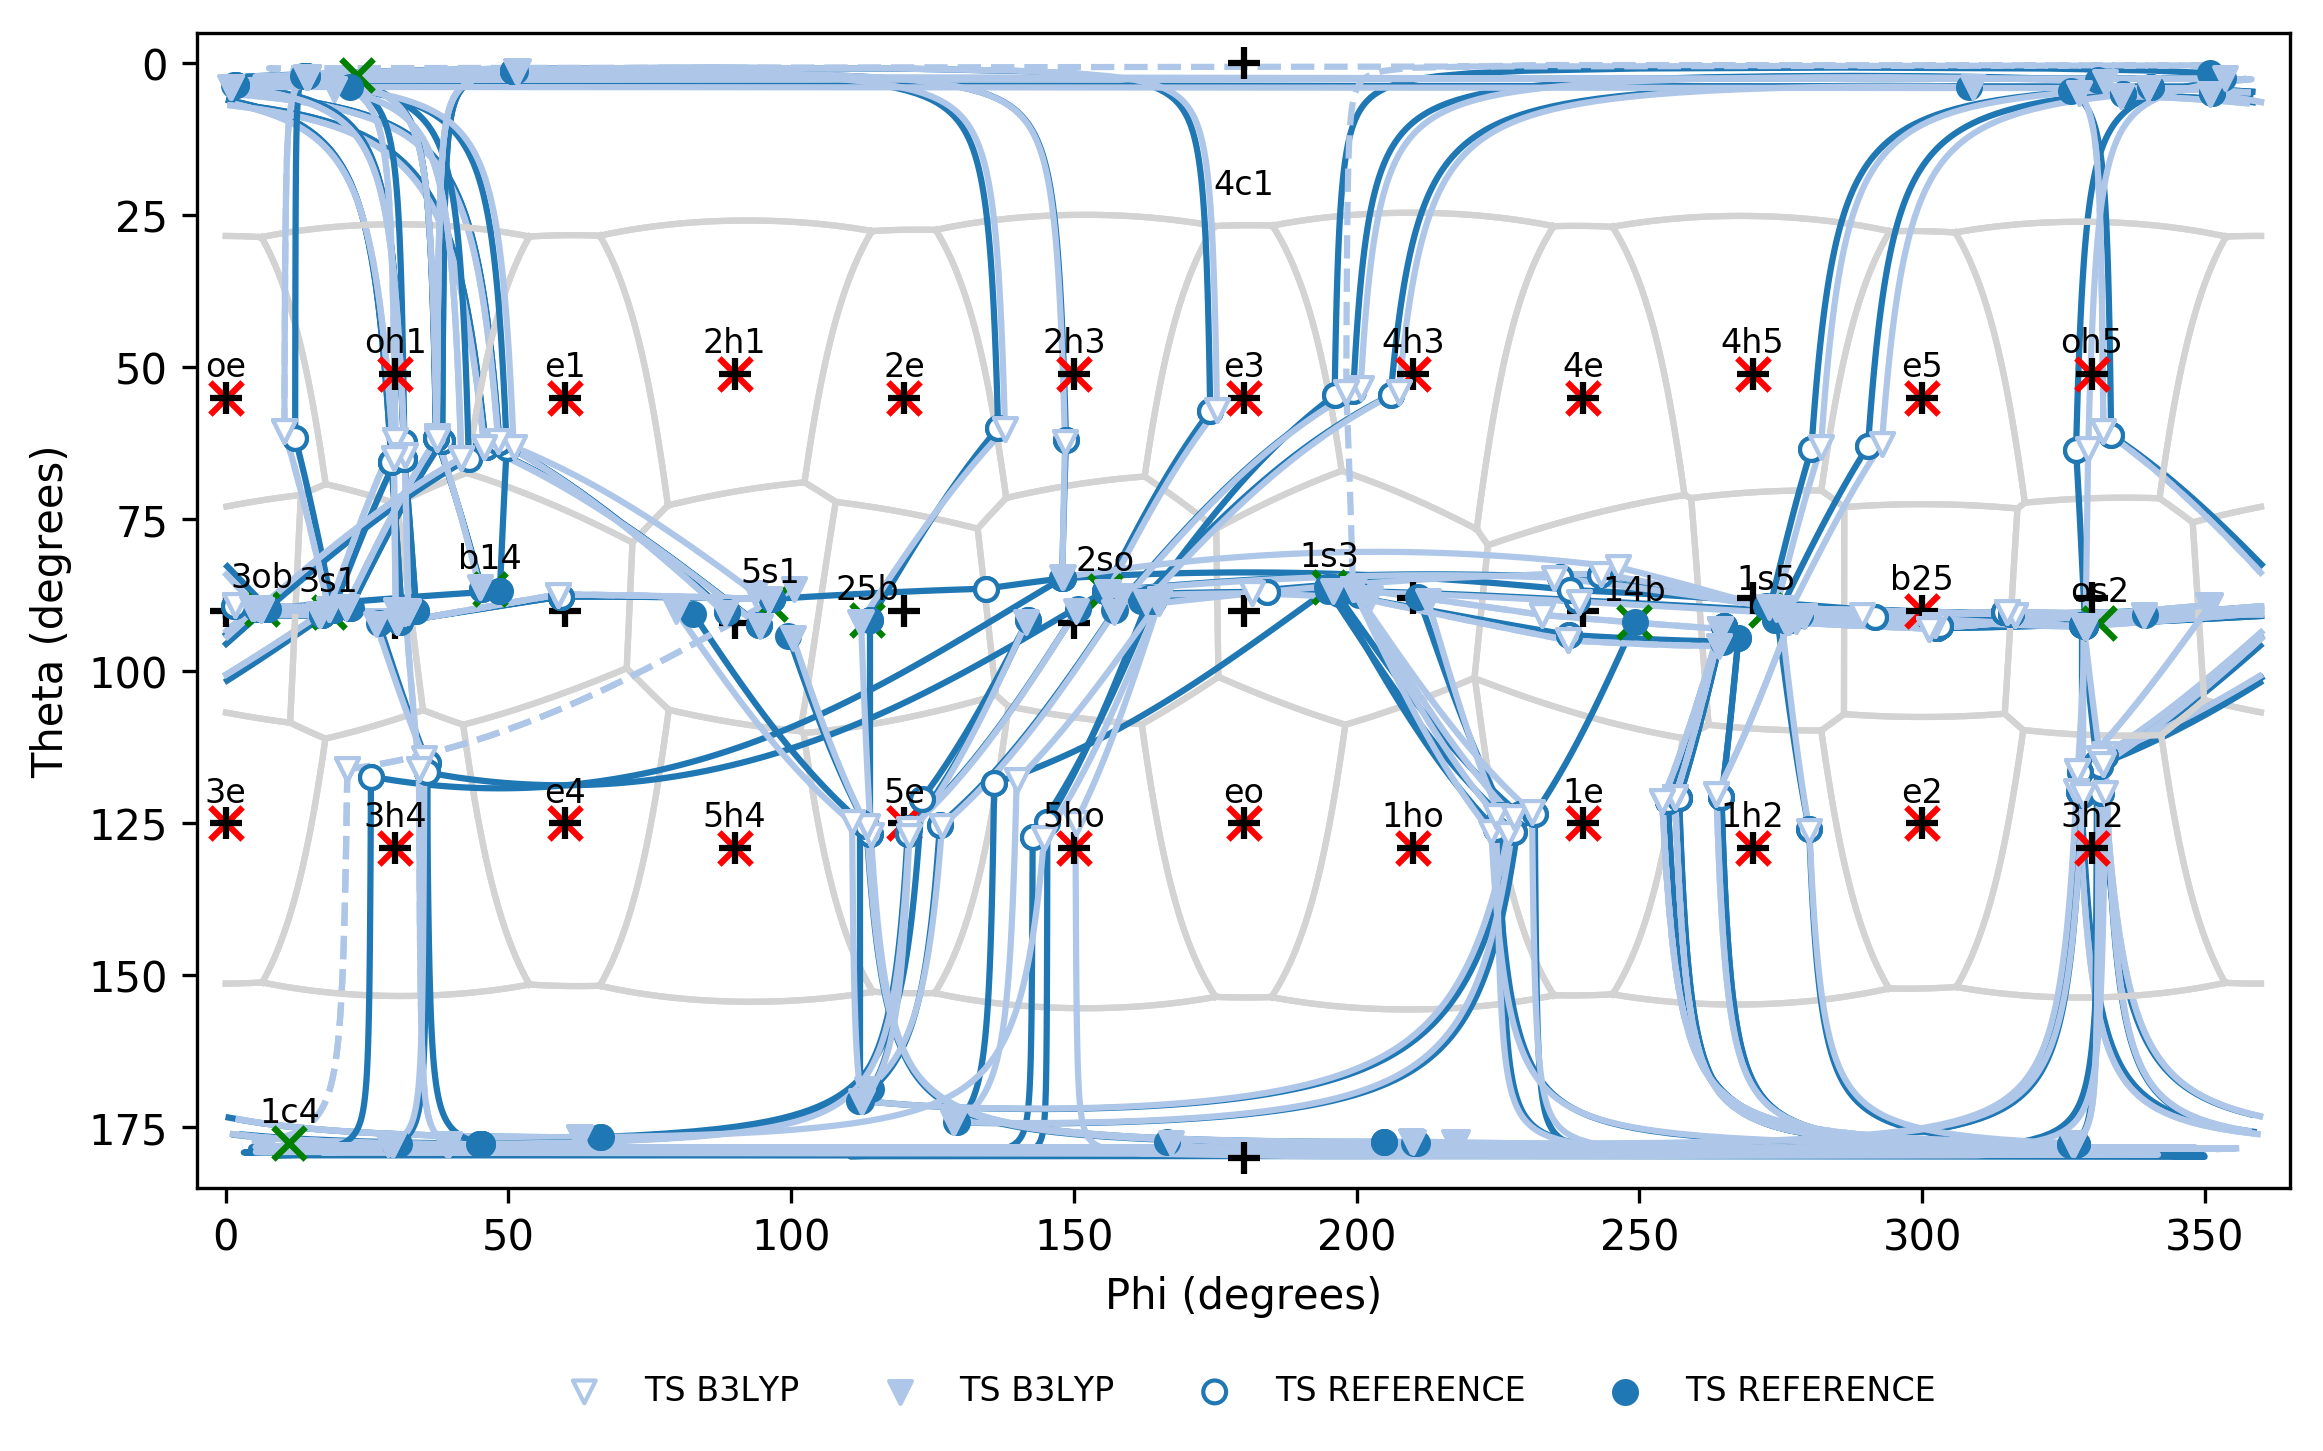 0
25
50
75
100
125
150
175
Theta (degrees)
4c1
oh1
2h1
2h3
4h3
4h5
oh5
oe
e1
2e
e3
4e
e5
3ob
3s1
b14
5s1
25b
2so
1s3
14b
1s5
b25
os2
3e
e4
5e
eo
1e
e2
3h4
5h4
5ho
1ho
1h2
3h2
1c4
0
50
100
150
200
250
300
350
Phi (degrees)
TS B3LYP
TS B3LYP
TS REFERENCE
TS REFERENCE